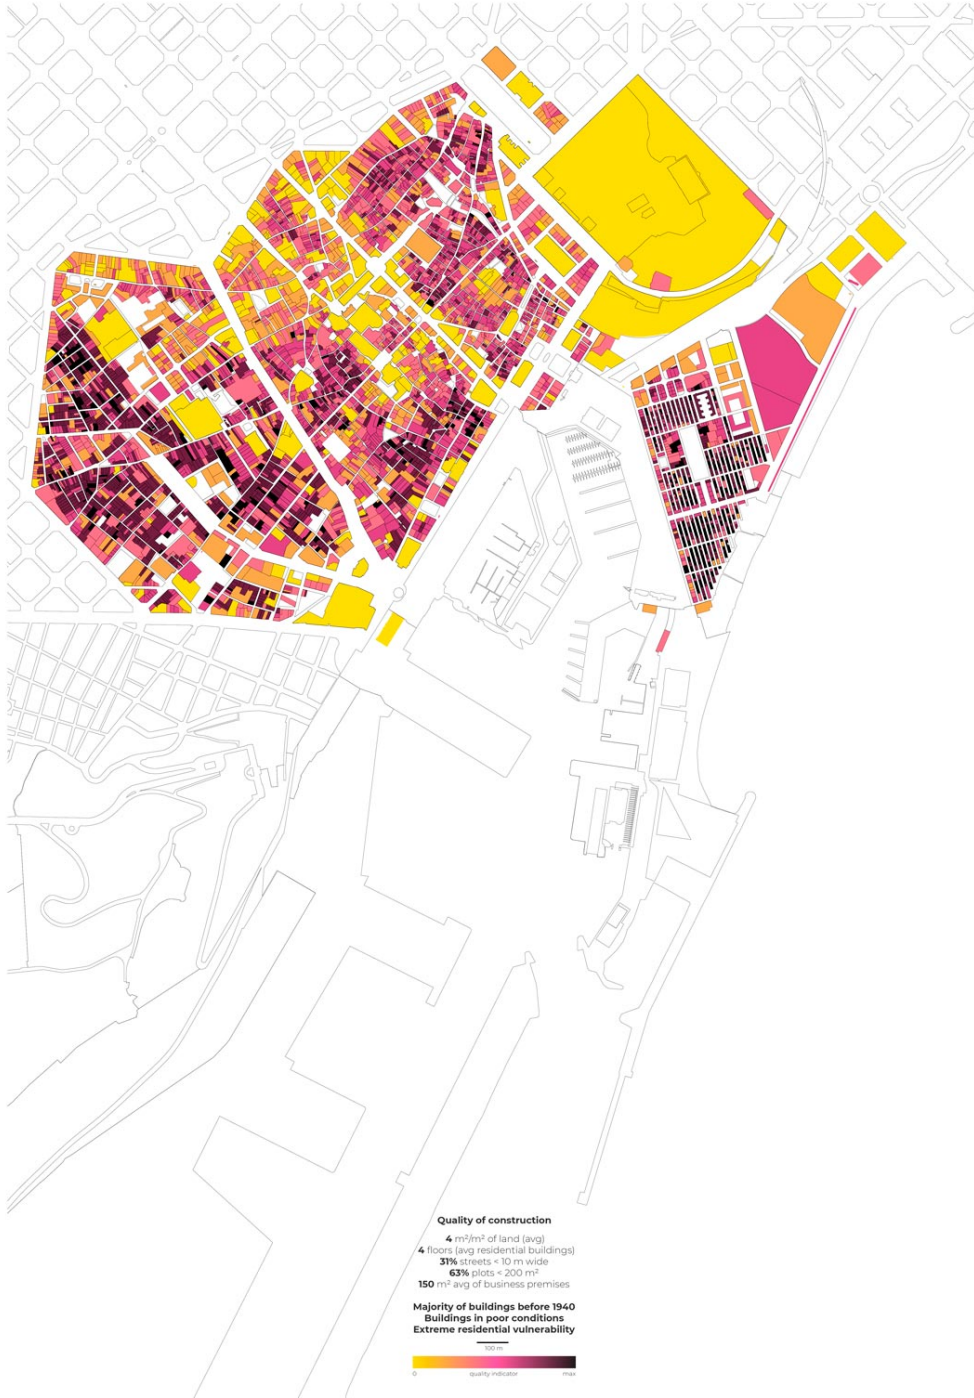 Quality of construction
4 m²/m² of land (avg)
4 floors (avg residential buildings)
31% streets < 10 m wide
63% plots < 200 m²
150 m² avg of business premises
Majority of buildings before 1940
Buildings in poor conditions
Extreme residential vulnerability
100 m
0 quality indicator max